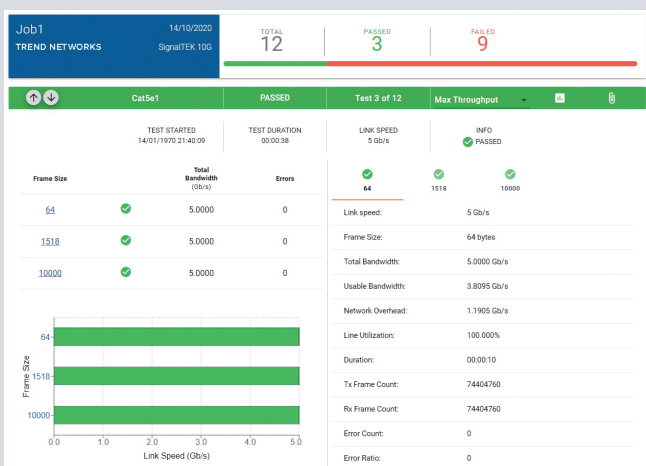 Job1 14/10/2020
TREND NETWORKS SignalTEK 10G
TOTAL
12
PASSED
3
FAILED
9
Cat5e1 PASSED Test 3 of 12 Max Throughput
TEST STARTED TEST DURATION LINK SPEED INFO
14/01/1970 21:40:09 00:00:38 5 Gb/s PASSED
Frame Size Total Bandwidth (Gb/s) Errors
64 5.0000 0
1518 5.0000 0
10000 5.0000 0
Frame Size
64
1518
10000
0.0 1.0 2.0 3.0 4.0 5.0
Link Speed (Gb/s)
64 1518 10000
Link speed: 5 Gb/s
Frame Size: 64 bytes
Total Bandwidth: 5.0000 Gb/s
Usable Bandwidth: 3.8095 Gb/s
Network Overhead: 1.1905 Gb/s
Line Utilization: 100.000%
Duration: 00:00:10
Tx Frame Count: 74404760
Rx Frame Count: 74404760
Error Count: 0
Error Ratio: 0